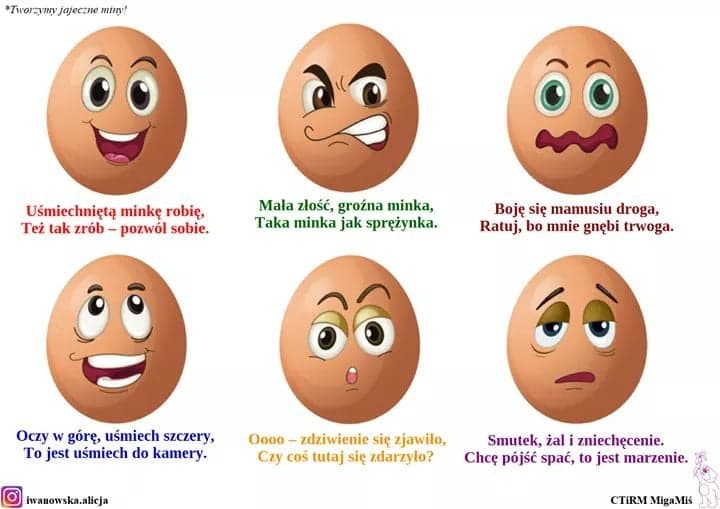 *Tworzymy jajeczne miny!
Uśmiechniętą minkę robię,
Też tak zrób – pozwól sobie.
Mała złość, groźna minka,
Taka minka jak sprężynka.
Boję się mamusiu droga,
Ratuj, bo mnie gnębi trwoga.
Oczy w górę, uśmiech szczery,
To jest uśmiech do kamery.
Oooo – zdziwienie się zjawiło,
Czy coś tutaj się zdarzyło?
Smutek, żal i zniechęcenie.
Chcę pójść spać, to jest marzenie.
iwanowska.alicja
CTiRM MigaMiś